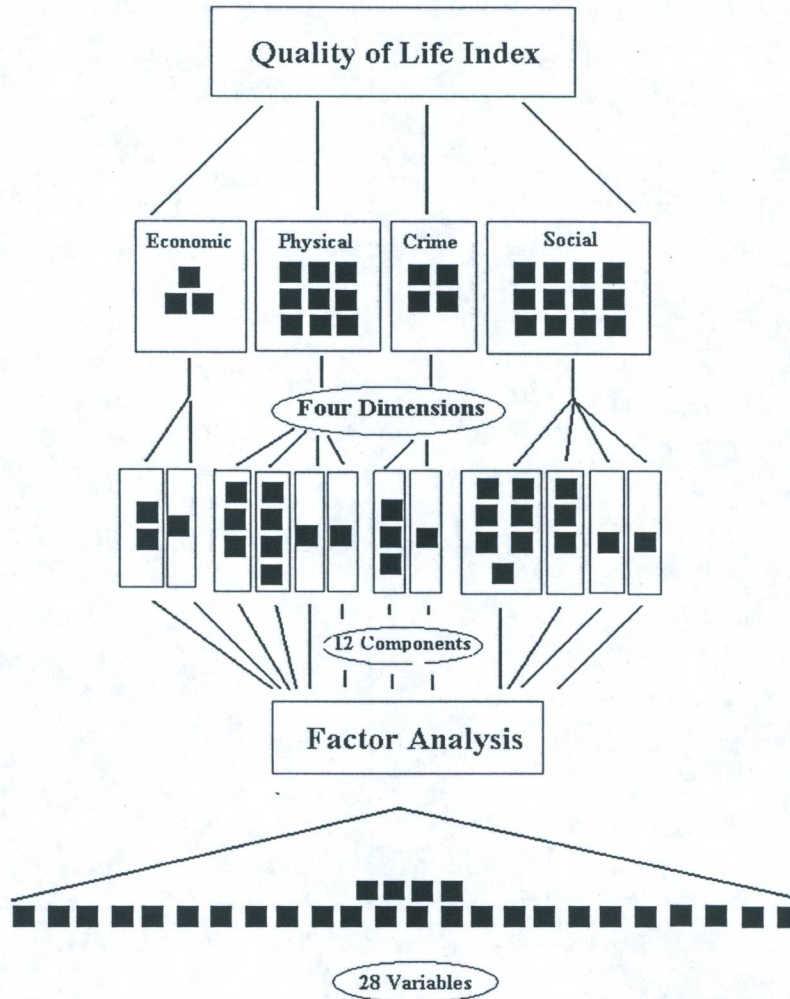 Quality of Life Index
Economic
Physical
Crime
Social
Four Dimensions
12 Components
Factor Analysis
28 Variables